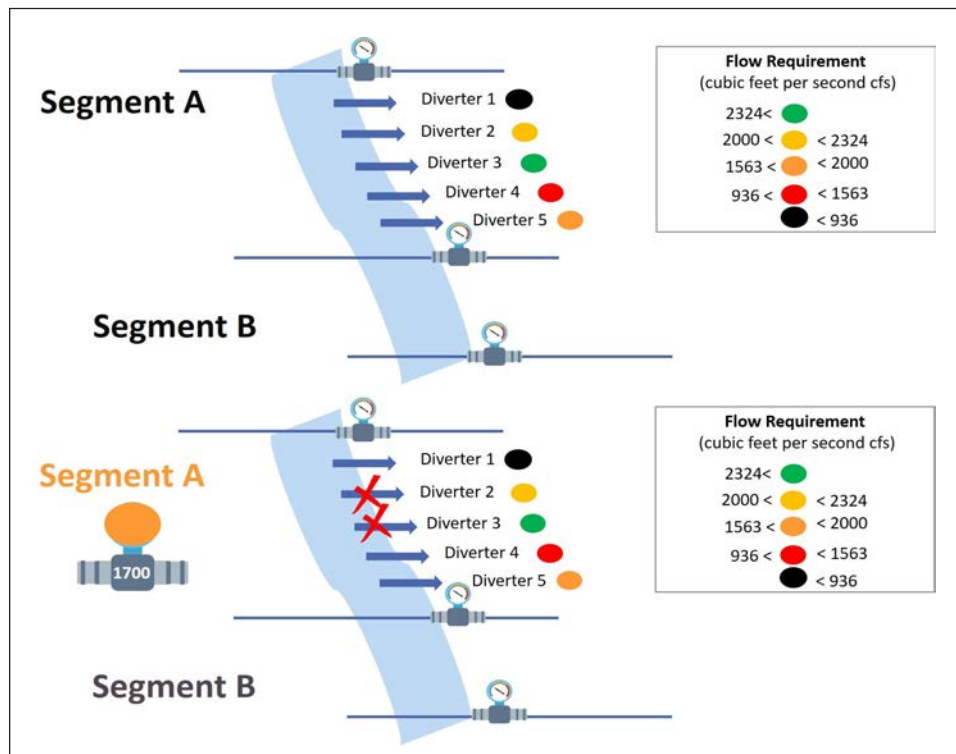 Segment A
Diverter 1
Diverter 2
Diverter 3
Diverter 4
Diverter 5
Segment B
Flow Requirement
(cubic feet per second cfs)
2324<
2000 < < 2324
1563 < < 2000
936 < < 1563
< 936
Segment A
1700
Diverter 1
Diverter 2
Diverter 3
Diverter 4
Diverter 5
Segment B
Flow Requirement
(cubic feet per second cfs)
2324<
2000 < < 2324
1563 < < 2000
936 < < 1563
< 936